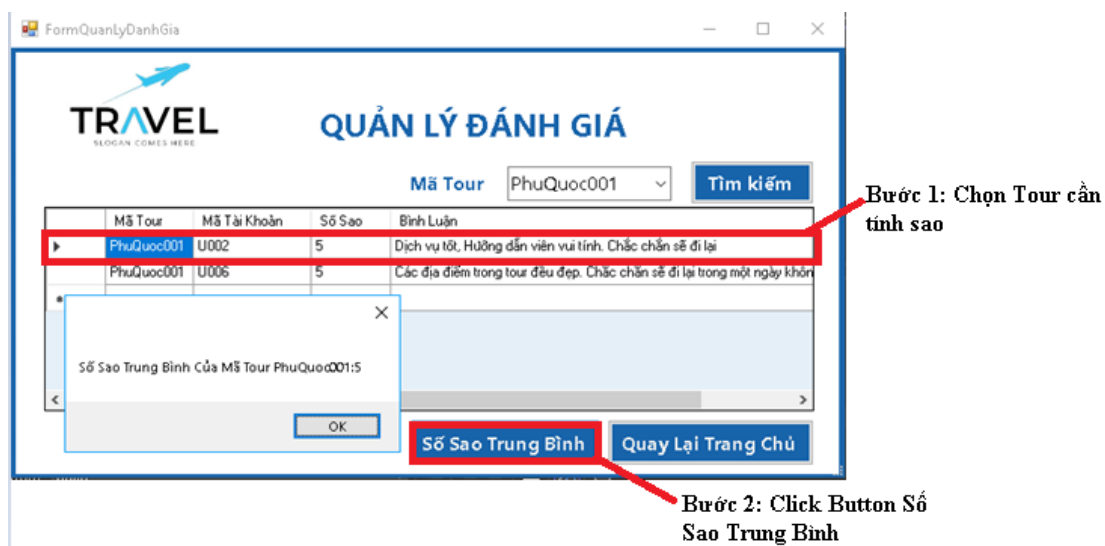 FormQuanLyDanhGia
TRAVEL
SLOGAN COMES HERE
QUẢN LÝ ĐÁNH GIÁ
Mã Tour PhuQuoc001 Tìm kiếm
Mã Tour Mã Tài Khoản Số Sao Bình Luận
PhuQuoc001 U002 5 Dịch vụ tốt, Hướng dẫn viên vui tính. Chắc chắn sẽ đi lại
PhuQuoc001 U006 5 Các địa điểm trong tour đều đẹp. Chắc chắn sẽ đi lại trong một ngày khôn
Số Sao Trung Bình Của Mã Tour PhuQuoc001:5
OK
Số Sao Trung Bình Quay Lại Trang Chủ
Bước 1: Chọn Tour cần
tính sao
Bước 2: Click Button Số
Sao Trung Bình